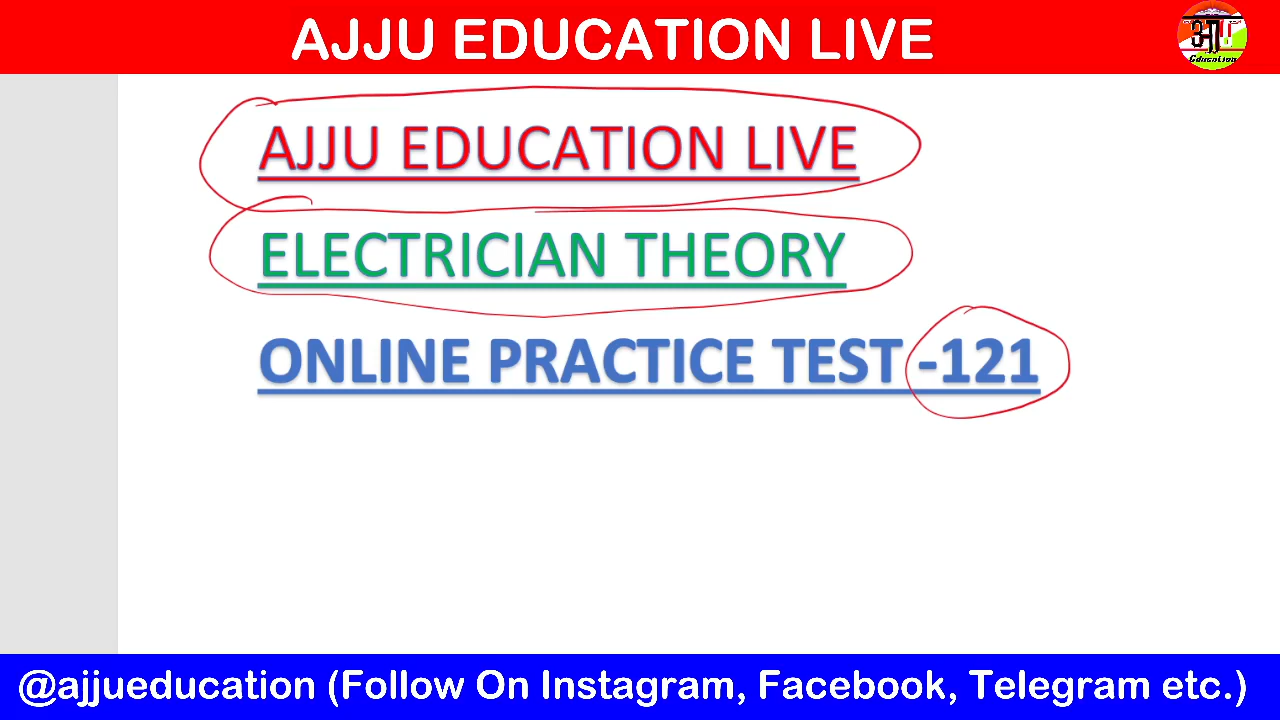 AJJU EDUCATION LIVE
Education
AJJU EDUCATION LIVE
ELECTRICIAN THEORY
ONLINE PRACTICE TEST -121
@ajjueducation (Follow On Instagram, Facebook, Telegram etc.)